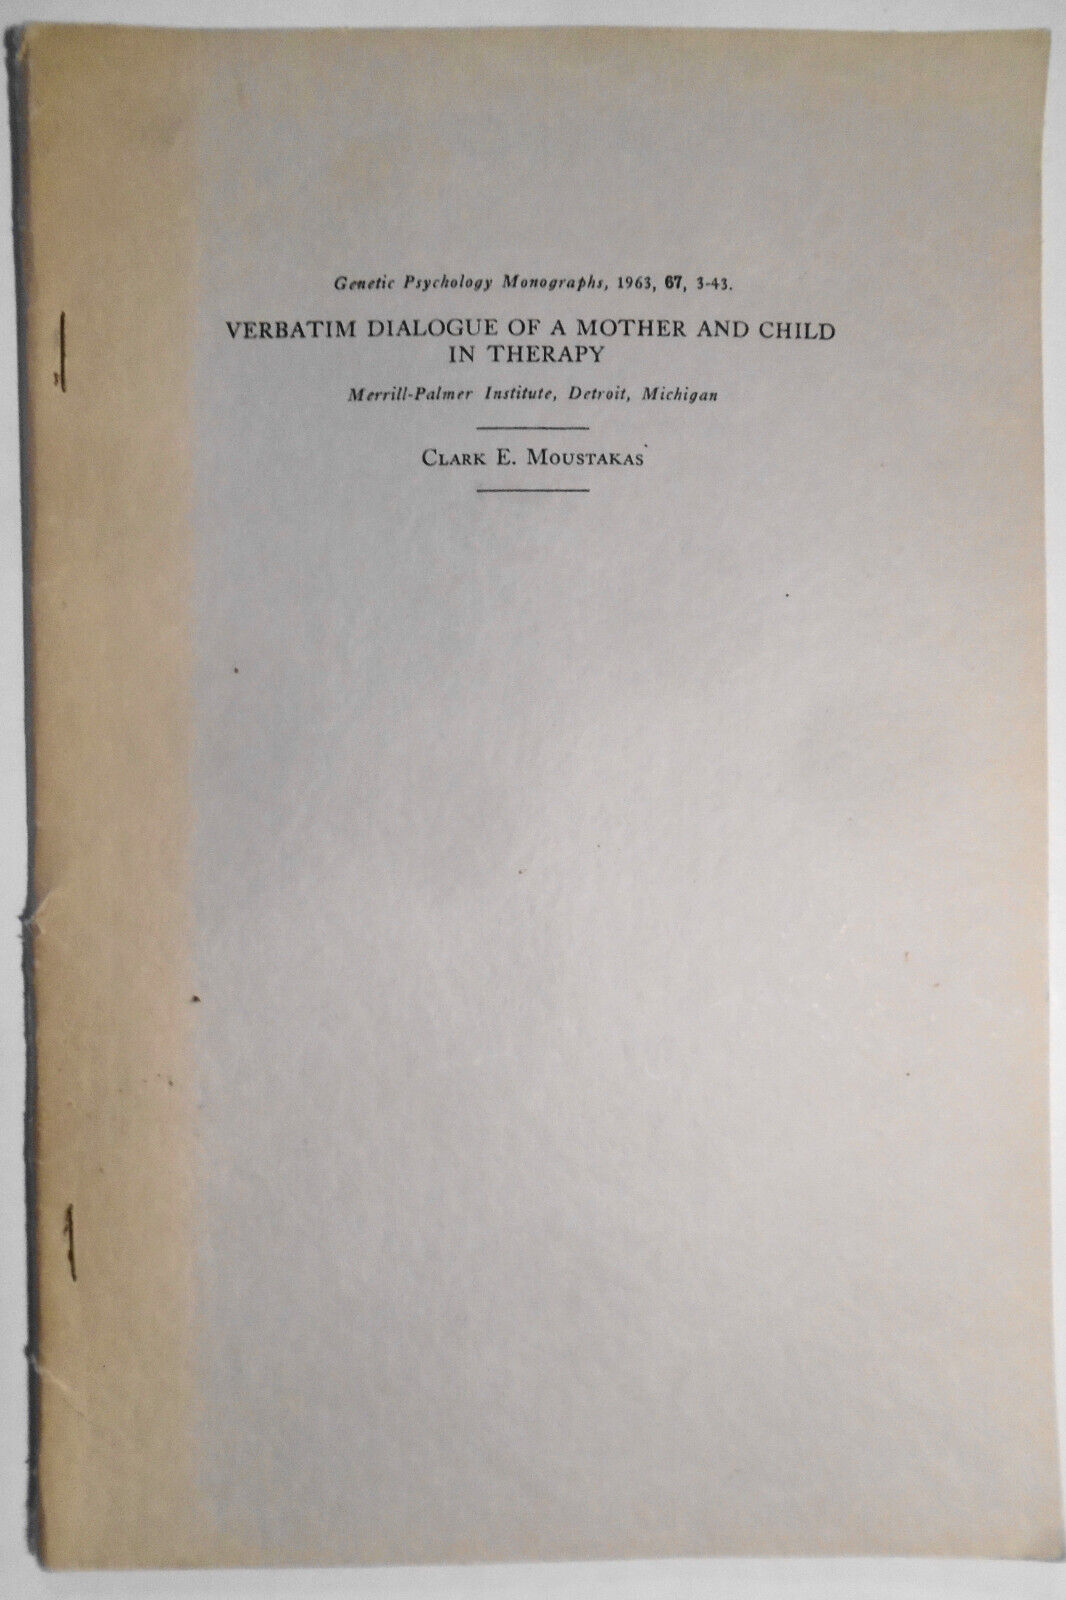 Genetic Psychology Monographs, 1963, 67, 3-43.
VERBATIM DIALOGUE OF A MOTHER AND CHILD
IN THERAPY
Merrill-Palmer Institute, Detroit, Michigan
CLARK E. MOUSTAKAS